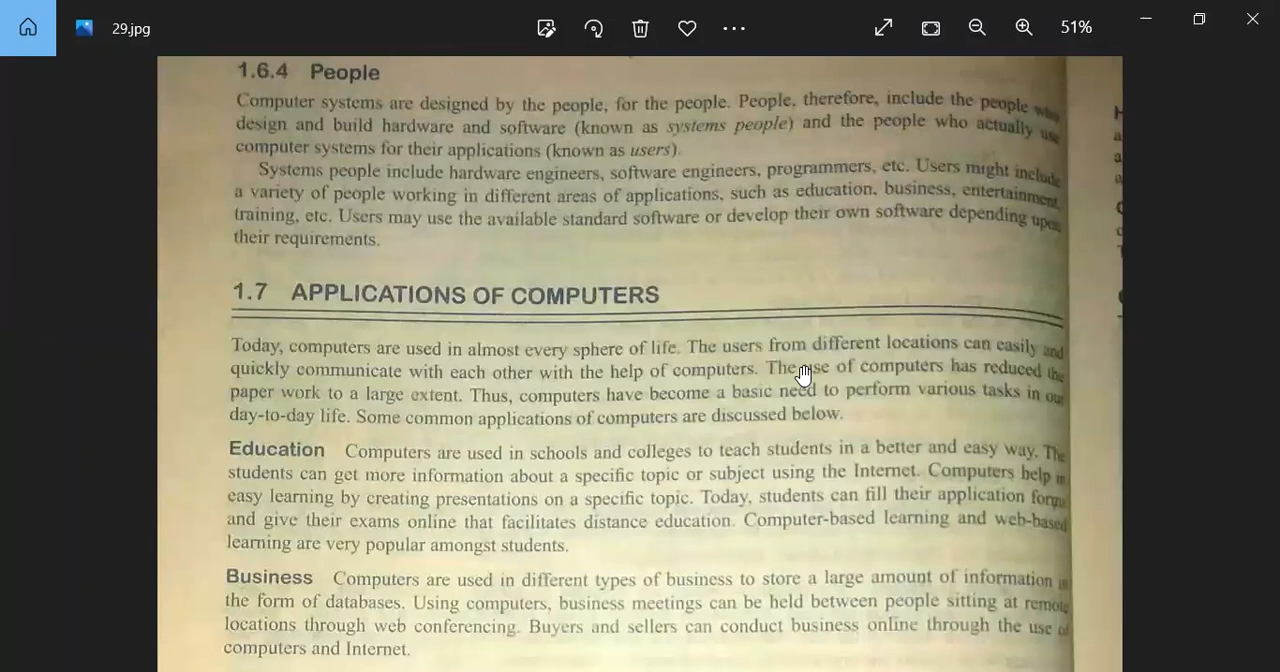 29.jpg
51%
1.6.4 People
Computer systems are designed by the people, for the people. People, therefore, include the people who
design and build hardware and software (known as systems people) and the people who actually use
computer systems for their applications (known as users).
Systems people include hardware engineers, software engineers, programmers, etc. Users might include
a variety of people working in different areas of applications, such as education, business, entertainment,
training, etc. Users may use the available standard software or develop their own software depending upon
their requirements.
1.7 APPLICATIONS OF COMPUTERS
Today, computers are used in almost every sphere of life. The users from different locations can easily and
quickly communicate with each other with the help of computers. The use of computers has reduced the
paper work to a large extent. Thus, computers have become a basic need to perform various tasks in our
day-to-day life. Some common applications of computers are discussed below.
Education Computers are used in schools and colleges to teach students in a better and easy way. The
students can get more information about a specific topic or subject using the Internet. Computers help in
easy learning by creating presentations on a specific topic. Today, students can fill their application forms
and give their exams online that facilitates distance education. Computer-based learning and web-based
learning are very popular amongst students.
Business Computers are used in different types of business to store a large amount of information in
the form of databases. Using computers, business meetings can be held between people sitting at remote
locations through web conferencing. Buyers and sellers can conduct business online through the use of
computers and Internet.